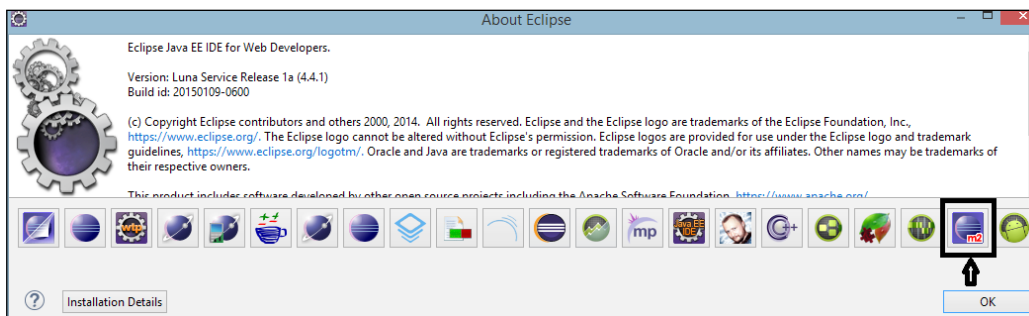 About Eclipse
Eclipse Java EE IDE for Web Developers.
Version: Luna Service Release 1a (4.4.1)
Build id: 20150109-0600
(c) Copyright Eclipse contributors and others 2000, 2014.  All rights reserved. Eclipse and the Eclipse logo are trademarks of the Eclipse Foundation, Inc.,
https://www.eclipse.org/. The Eclipse logo cannot be altered without Eclipse's permission. Eclipse logos are provided for use under the Eclipse logo and trademark
guidelines, https://www.eclipse.org/logotm/. Oracle and Java are trademarks or registered trademarks of Oracle and/or its affiliates. Other names may be trademarks of
their respective owners.
This product includes software developed by other open source projects including the Apache Software Foundation, https://www.apache.org/
wtp mp Java EE IDE C++ m2
? Installation Details OK